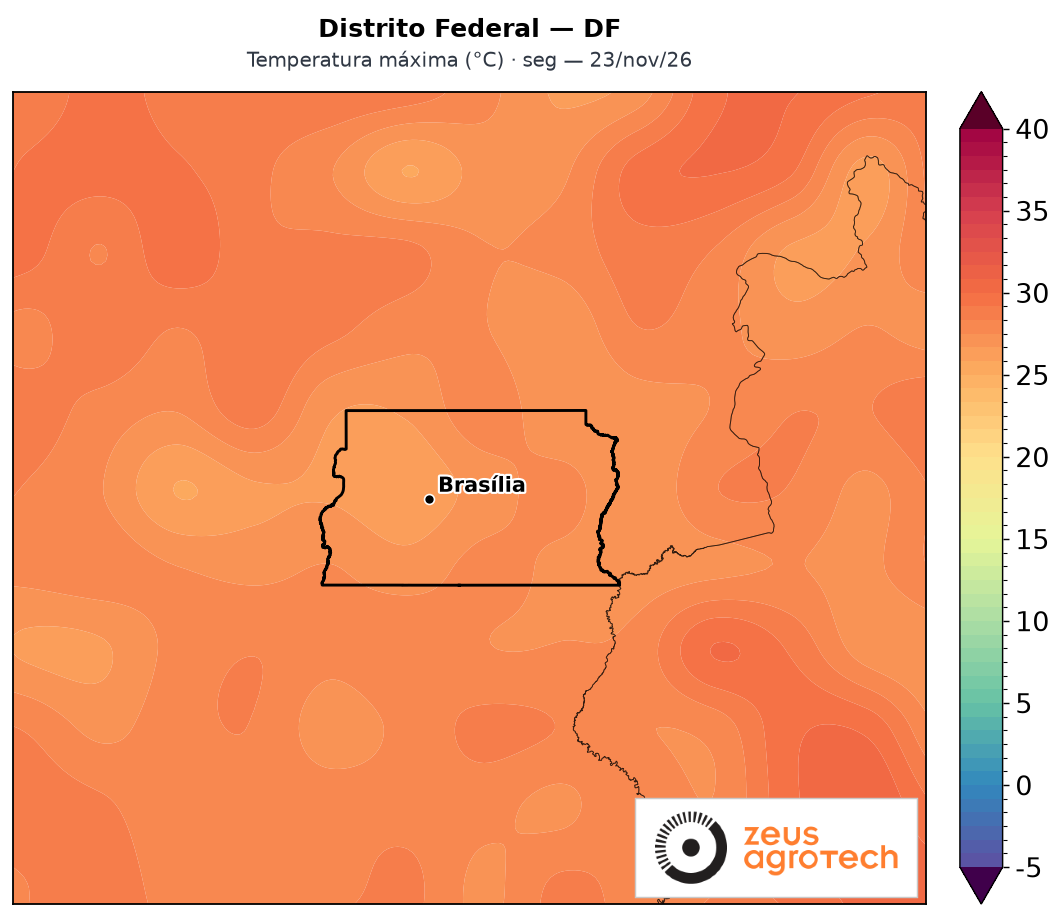 Distrito Federal — DF
Temperatura máxima (°C) · seg — 23/nov/26
40
35
30
25
20
15
10
5
0
-5
Brasília
zeus
agrotech